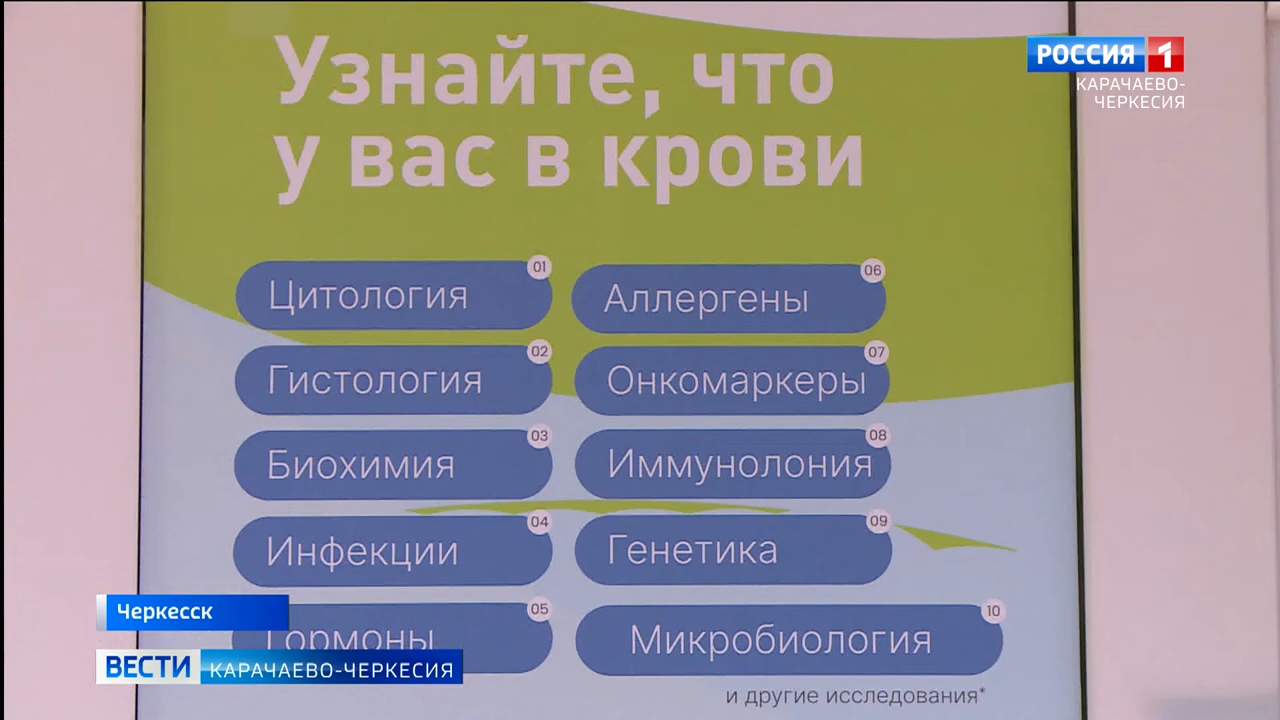 Узнайте, что
у вас в крови
РОССИЯ 1
КАРАЧАЕВО-
ЧЕРКЕСИЯ
01
Цитология
06
Аллергены
02
Гистология
07
Онкомаркеры
03
Биохимия
08
Иммунолония
04
Инфекции
09
Генетика
05
Гормоны
10
Микробиология
и другие исследования*
Черкесск
ВЕСТИ КАРАЧАЕВО-ЧЕРКЕСИЯ